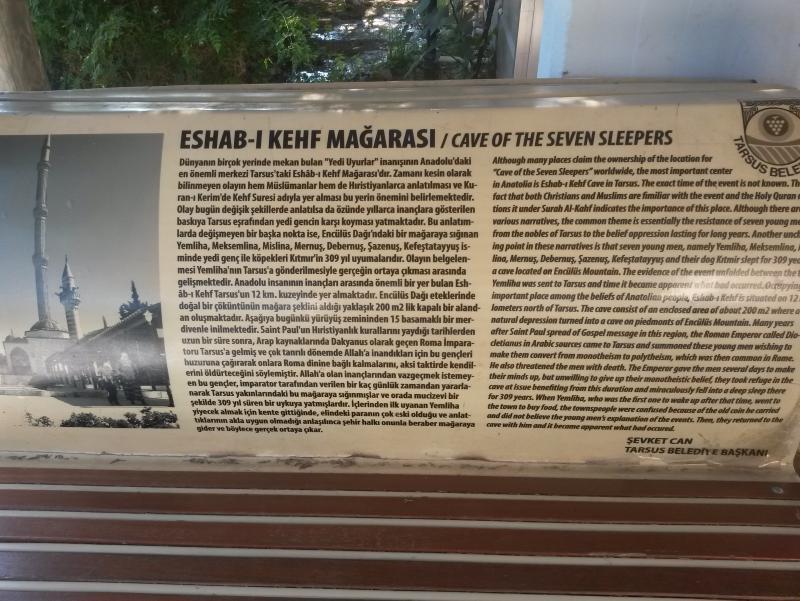 ESHAB-I KEHF MAĞARASI / CAVE OF THE SEVEN SLEEPERS
Dünyanın birçok yerinde mekan bulan "Yedi Uyurlar" inanışının Anadolu'daki
en önemli merkezi Tarsus'taki Eshâb-ı Kehf Mağarası'dır. Zamanı kesin olarak
bilinmeyen olayın hem Müslümanlar hem de Hıristiyanlarca anlatılması ve Ku-
ran-ı Kerim'de Kehf Suresi adıyla yer alması bu yerin önemini belirlemektedir.
Olay bugün değişik şekillerde anlatılsa da özünde yıllarca inançlara gösterilen
baskıya Tarsus eşrafından yedi gencin karşı koyması yatmaktadır. Bu anlatım-
larda değişmeyen bir başka nokta ise, Encülüs Dağı'ndaki bir mağaraya sığınan
Yemliha, Meksemlina, Mislina, Mernuş, Debernuş, Şazenuş, Kefeştatayyuş is-
minde yedi genç ile köpekleri Kıtmır'in 309 yıl uyumalarıdır. Olayın belgelen-
mesi Yemliha'nın Tarsus'a gönderilmesiyle gerçeğin ortaya çıkması arasında
gelişmektedir. Anadolu insanının inançları arasında önemli bir yer bulan Esh-
âb-ı Kehf Tarsus'un 12 km. kuzeyinde yer almaktadır. Encülüs Dağı eteklerinde
doğal bir çöküntünün mağara şeklini aldığı yaklaşık 200 m2 lik kapalı bir aland-
an oluşmaktadır. Aşağıya bugünkü yürüyüş zemininden 15 basamaklı bir mer-
divenle inilmektedir. Saint Paul'un Hıristiyanlık kurallarını yaydığı tarihlerden
uzun bir süre sonra, Arap kaynaklarında Dakyanus olarak geçen Roma İmpara-
toru Tarsus'a gelmiş ve çok tanrılı dönemde Allah'a inandıkları için bu gençleri
huzuruna çağırarak onlara Roma dinine bağlı kalmalarını, aksi taktirde kendil-
erini öldürteceğini söylemiştir. Allah'a olan inançlarından vazgeçmek istemey-
en bu gençler, imparator tarafından verilen bir kaç günlük zamandan yararla-
narak Tarsus yakınlarındaki bu mağaraya sığınmışlar ve orada mucizevi bir
şekilde 309 yıl süren bir uykuya yatmışlardır. İçlerinden ilk uyanan Yemliha
yiyecek almak için kente gittiğinde, elindeki paranın çok eski olduğu ve anlat-
tıklarının akla uygun olmadığı anlaşılınca şehir halkı onunla beraber mağaraya
gider ve böylece gerçek ortaya çıkar.
Although many places claim the ownership of the location for
"Cave of the Seven Sleepers" worldwide, the most important center
in Anatolia is Eshab-ı Kehf Cave in Tarsus. The exact time of the event is not known. Th
fact that both Christians and Muslims are familiar with the event and the Holy Quran
tions it under Surah Al-Kahf indicates the importance of this place. Although there ar
various narratives, the common theme is essentially the resistance of seven young me
from the nobles of Tarsus to the belief oppression lasting for long years. Another unch
ing point in these narratives is that seven young men, namely Yemliha, Meksemlina,
lina, Mernuş, Debernuş, Şazenuş, Kefeştatayyuş and their dog Kıtmır slept for 309 yea
a cave located on Encülüs Mountain. The evidence of the event unfolded between the t
Yemliha was sent to Tarsus and time it became apparent what bad occurred. Occupying
important place among the beliefs of Anatolian people, Eshab-ı Kehf is situated on 12
lometers north of Tarsus. The cave consist of an enclosed area of about 200 m2 where a
natural depression turned into a cave on piedmonts of Encülüs Mountain. Many years
after Saint Paul spread of Gospel message in this region, the Roman Emperor called Dio-
cletianus in Arabic sources came to Tarsus and summoned these young men wishing to
make them convert from monotheism to polytheism, which was then common in Rome.
He also threatened the men with death. The Emperor gave the men several days to make
their minds up, but unwilling to give up their monotheistic belief, they took refuge in the
cave at issue benefiting from this duration and miraculously fell into a deep sleep there
for 309 years. When Yemliha, who was the first one to wake up after that time, went to
the town to buy food, the townspeople were confused because of the old coin he carried
and did not believe the young men's explanation of the events. Then, they returned to the
cave with him and it became apparent what bad occured.
ŞEVKET CAN
TARSUS BELEDİYE BAŞKANI
TARSUS BELE